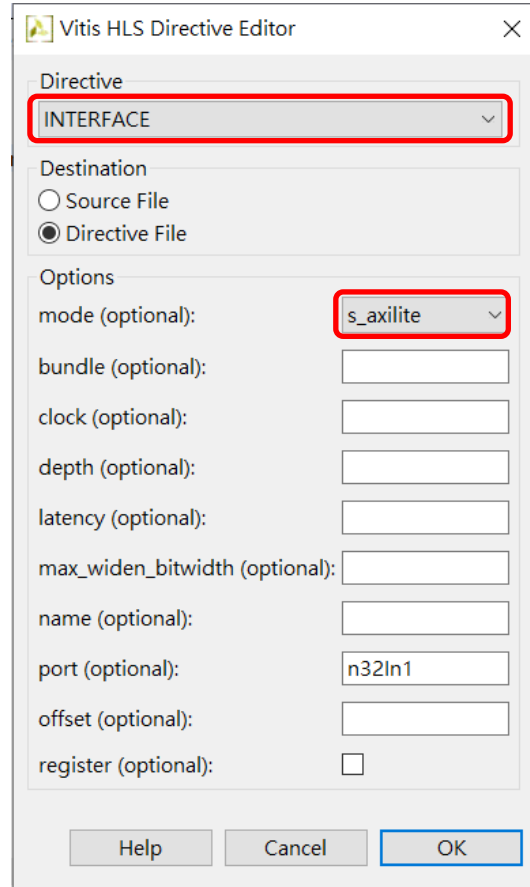 Vitis HLS Directive Editor
Directive
INTERFACE
Destination
Source File
Directive File
Options
mode (optional): s_axilite
bundle (optional):
clock (optional):
depth (optional):
latency (optional):
max_widen_bitwidth (optional):
name (optional):
port (optional): n32In1
offset (optional):
register (optional):
Help Cancel OK